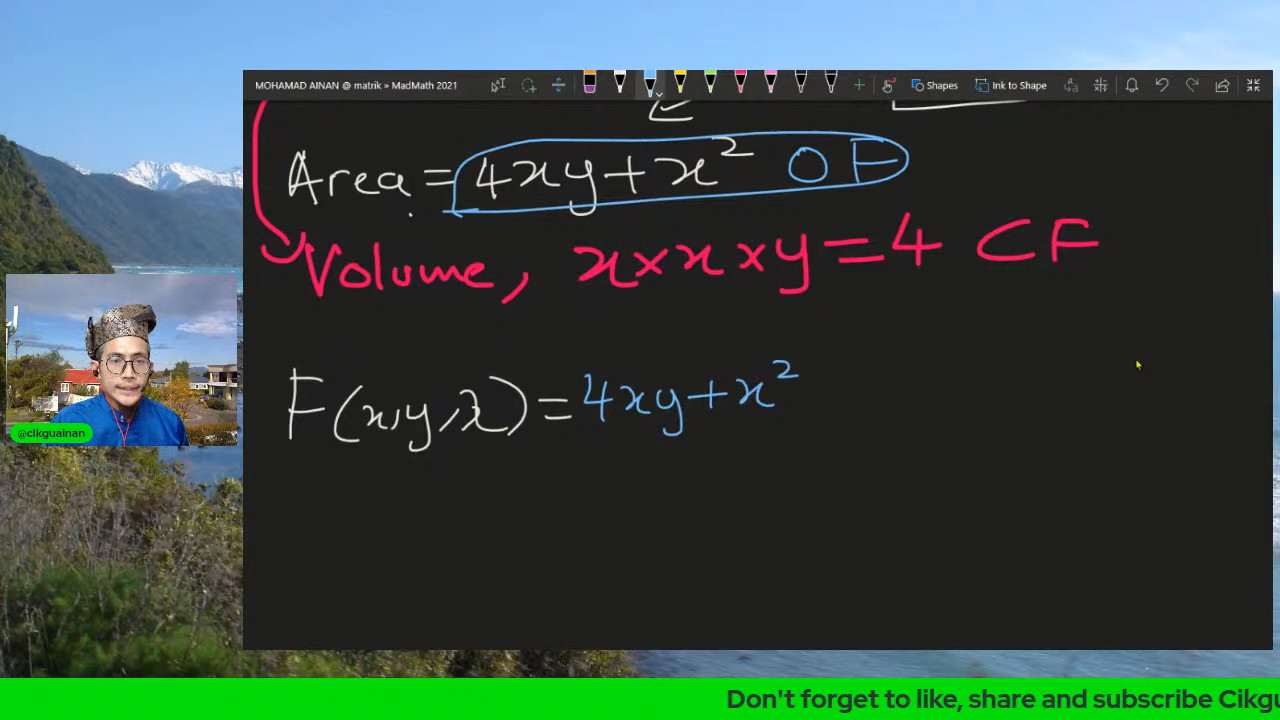 MOHAMAD AINAN @ matrik » MadMath 2021
Shapes
Ink to Shape
Area = 4xy + x² OF
Volume, x × x × y = 4 CF
F(x, y, λ) = 4xy + x²
@cikguainan
Don't forget to like, share and subscribe Cikgu